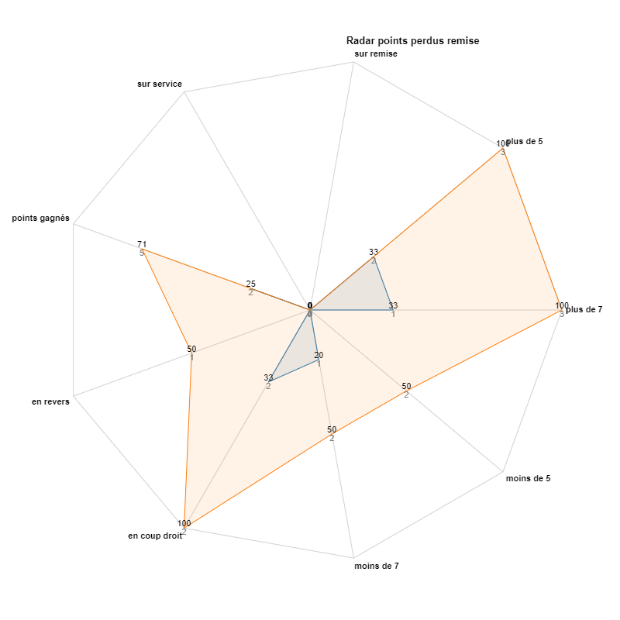 Radar points perdus remise
sur remise
sur service
100
plus de 5
3
points gagnés
71
5
33
2
25
2
0
0
33
1
100
plus de 7
3
50
1
20
1
33
2
50
2
en revers
50
2
moins de 5
100
2
en coup droit
moins de 7